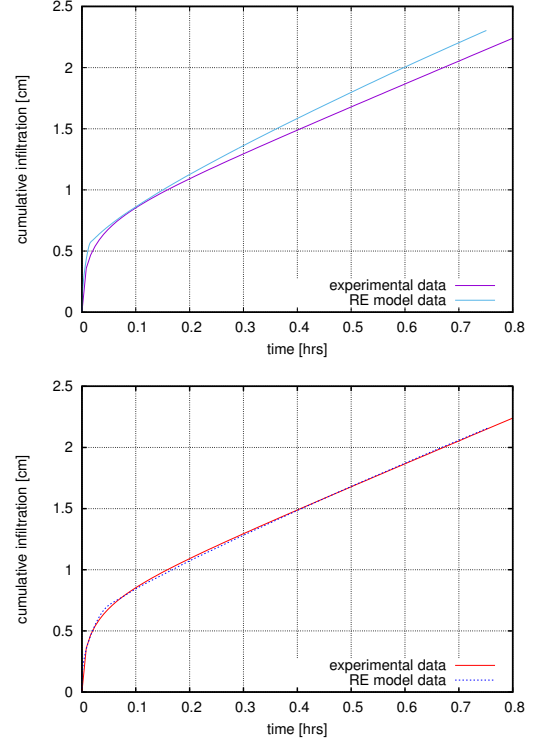 2.5
2
1.5
1
0.5
0
cumulative infiltration [cm]
experimental data
RE model data
0 0.1 0.2 0.3 0.4 0.5 0.6 0.7 0.8
time [hrs]
2.5
2
1.5
1
0.5
0
cumulative infiltration [cm]
experimental data
RE model data
0 0.1 0.2 0.3 0.4 0.5 0.6 0.7 0.8
time [hrs]